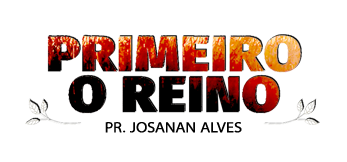 PRIMEIRO
O REINO
PR. JOSANAN ALVES